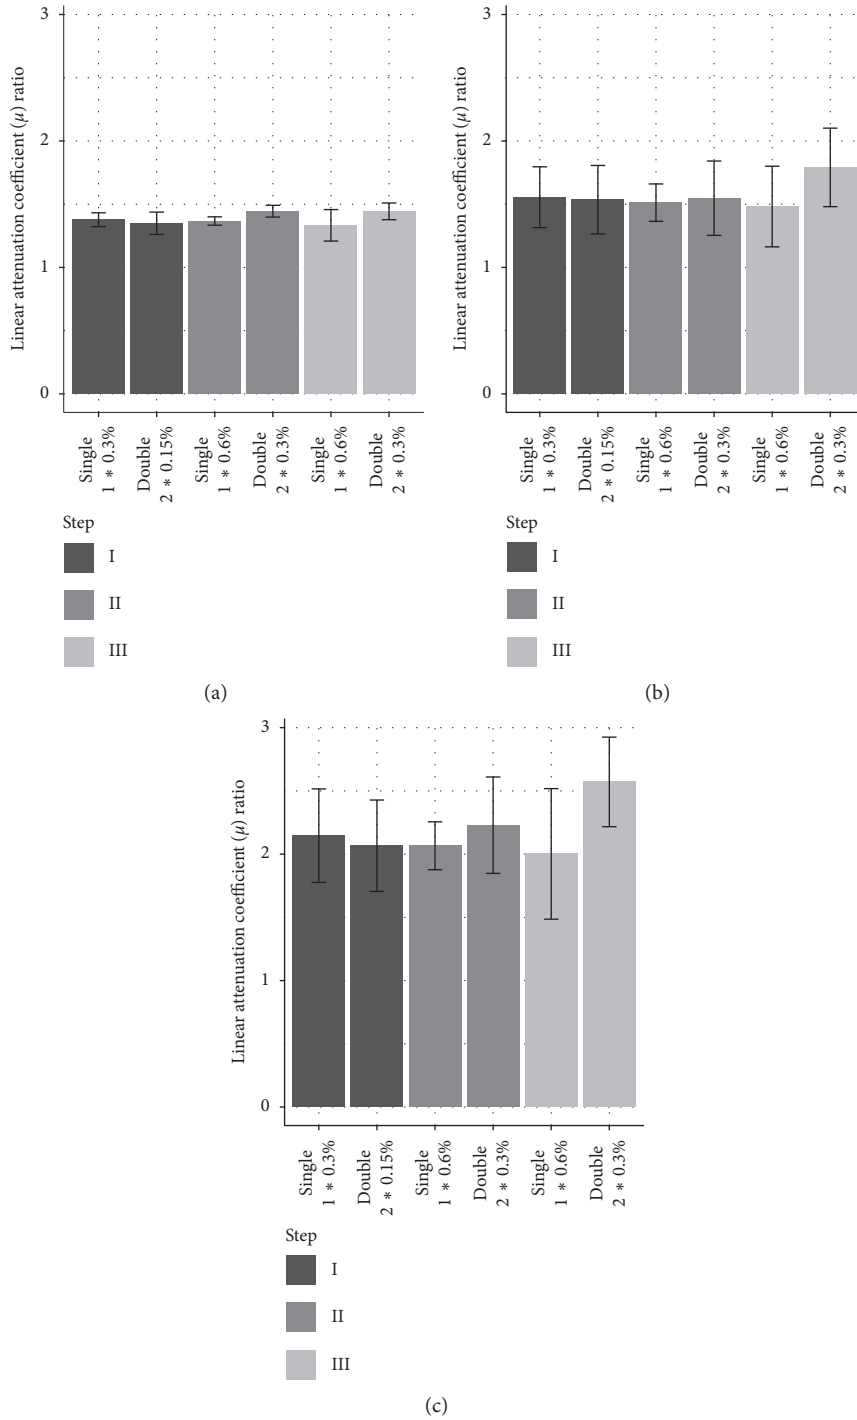 Linear attenuation coefficient (μ) ratio
3
2
1
0
Single
1 ∗ 0.3%
Double
2 ∗ 0.15%
Single
1 ∗ 0.6%
Double
2 ∗ 0.3%
Single
1 ∗ 0.6%
Double
2 ∗ 0.3%
Step
I
II
III
(a)
Linear attenuation coefficient (μ) ratio
3
2
1
0
Single
1 ∗ 0.3%
Double
2 ∗ 0.15%
Single
1 ∗ 0.6%
Double
2 ∗ 0.3%
Single
1 ∗ 0.6%
Double
2 ∗ 0.3%
Step
I
II
III
(b)
Linear attenuation coefficient (μ) ratio
3
2
1
0
Single
1 ∗ 0.3%
Double
2 ∗ 0.15%
Single
1 ∗ 0.6%
Double
2 ∗ 0.3%
Single
1 ∗ 0.6%
Double
2 ∗ 0.3%
Step
I
II
III
(c)